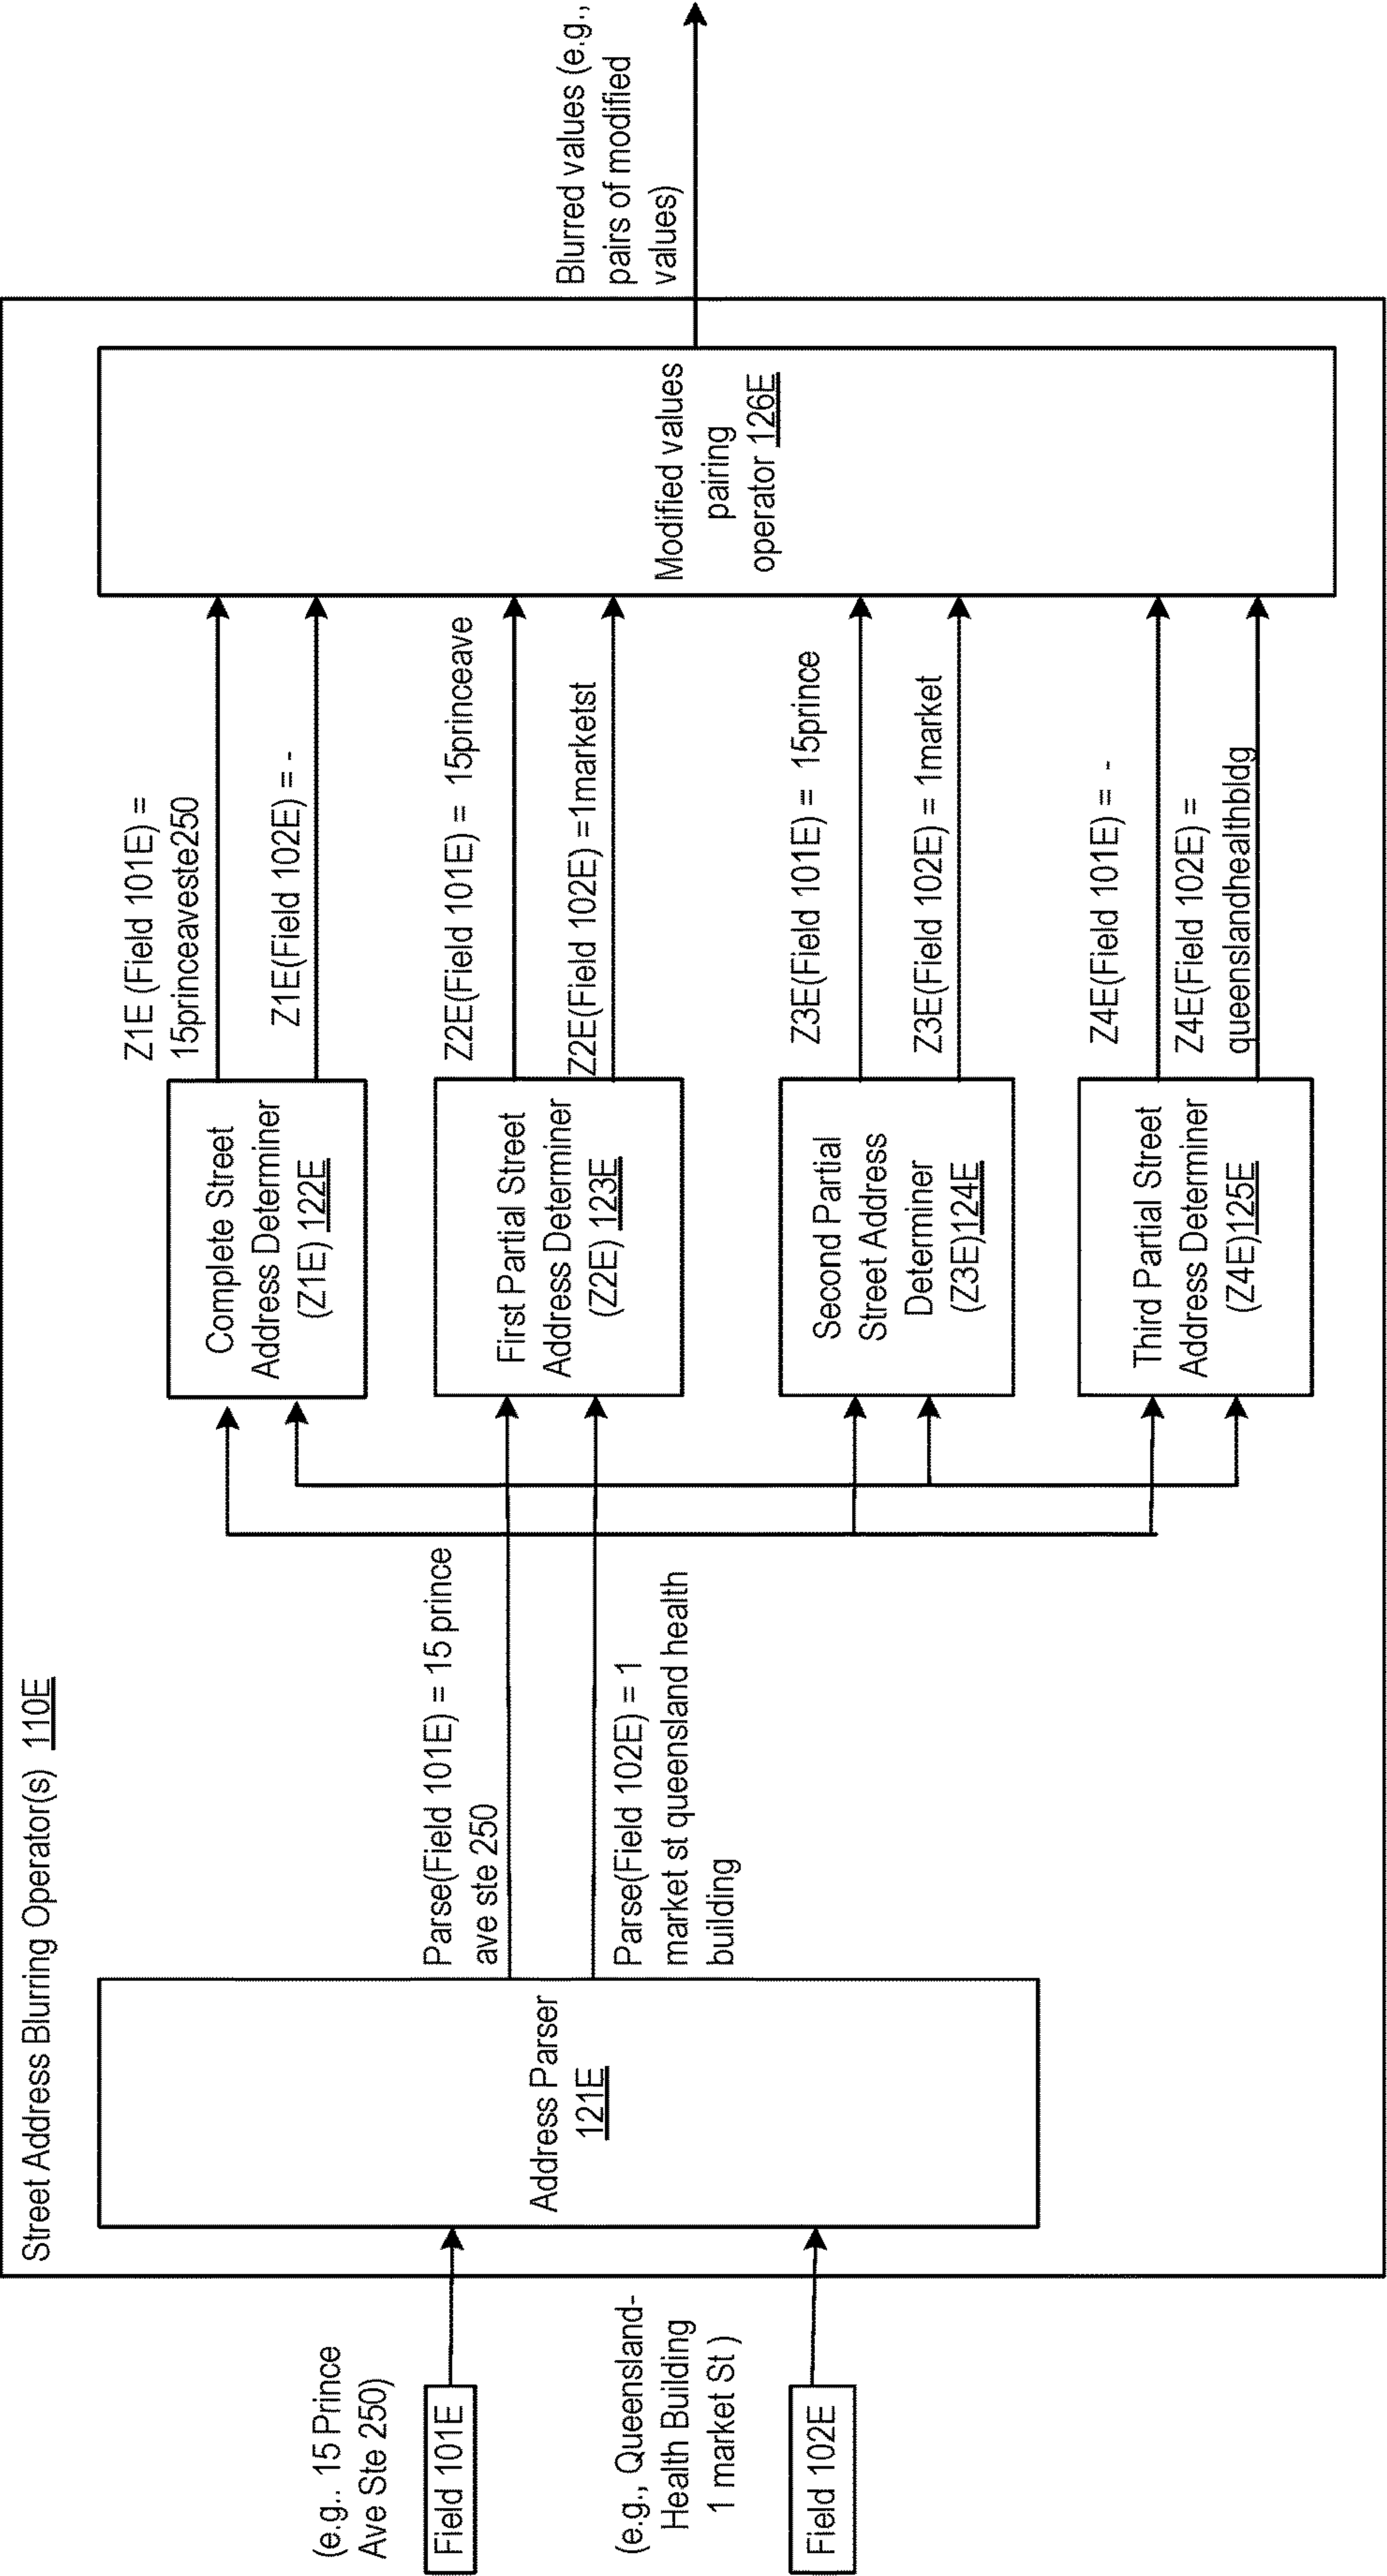 Street Address Blurring Operator(s) 110E
(e.g.. 15 Prince
Ave Ste 250)
Field 101E
(e.g., Queensland-
Health Building
1 market St )
Field 102E
Address Parser
121E
Parse(Field 101E) = 15 prince
ave ste 250
Parse(Field 102E) = 1
market st queensland health
building
Complete Street
Address Determiner
(Z1E) 122E
First Partial Street
Address Determiner
(Z2E) 123E
Second Partial
Street Address
Determiner
(Z3E)124E
Third Partial Street
Address Determiner
(Z4E)125E
Z1E (Field 101E) =
15princeaveste250
Z1E(Field 102E) = -
Z2E(Field 101E) = 15princeave
Z2E(Field 102E) =1marketst
Z3E(Field 101E) = 15prince
Z3E(Field 102E) = 1market
Z4E(Field 101E) = -
Z4E(Field 102E) =
queenslandhealthbldg
Modified values
pairing
operator 126E
Blurred values (e.g.,
pairs of modified
values)